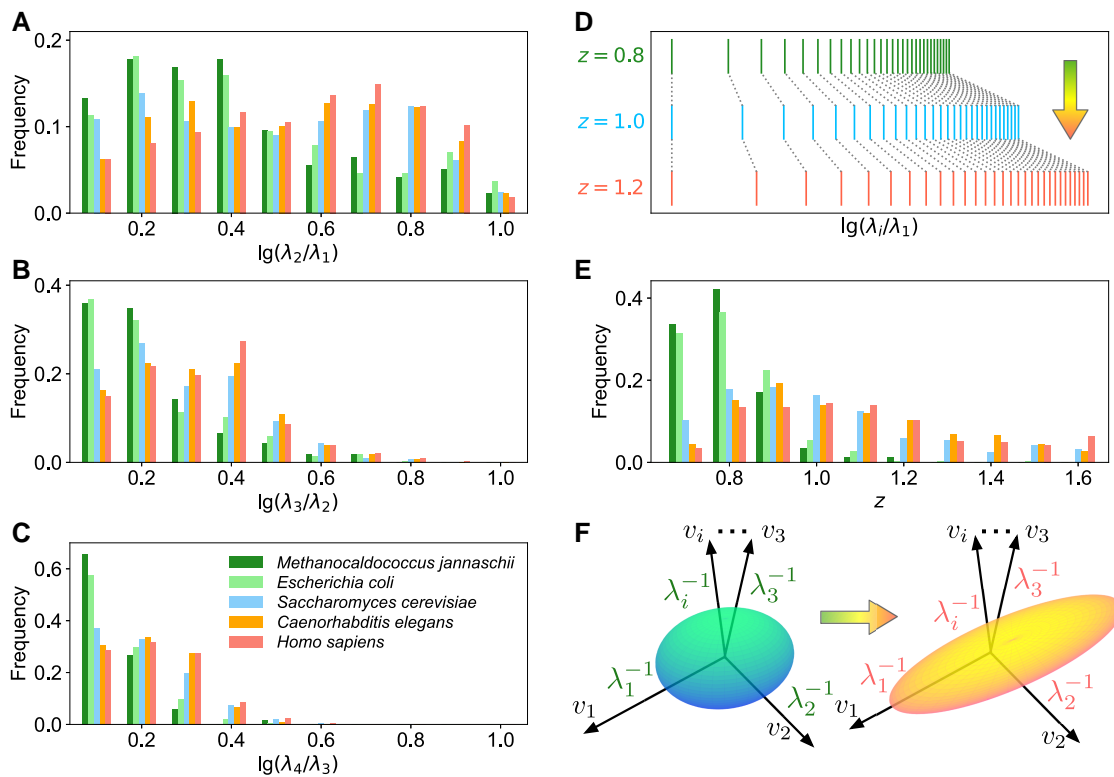 A
0.2
0.1
0.0
Frequency
0.2
0.4
0.6
0.8
1.0
lg(λ₂/λ₁)
B
0.4
0.2
0.0
Frequency
0.2
0.4
0.6
0.8
1.0
lg(λ₃/λ₂)
C
0.6
0.4
0.2
0.0
Frequency
Methanocaldococcus jannaschii
Escherichia coli
Saccharomyces cerevisiae
Caenorhabditis elegans
Homo sapiens
0.2
0.4
0.6
0.8
1.0
lg(λ₄/λ₃)
D
z = 0.8
z = 1.0
z = 1.2
lg(λᵢ/λ₁)
E
0.4
0.2
0.0
Frequency
0.8
1.0
1.2
1.4
1.6
z
F
vᵢ ··· v₃
λᵢ⁻¹
λ₃⁻¹
λ₁⁻¹
λ₂⁻¹
v₁
v₂
vᵢ ··· v₃
λᵢ⁻¹
λ₃⁻¹
λ₁⁻¹
λ₂⁻¹
v₁
v₂